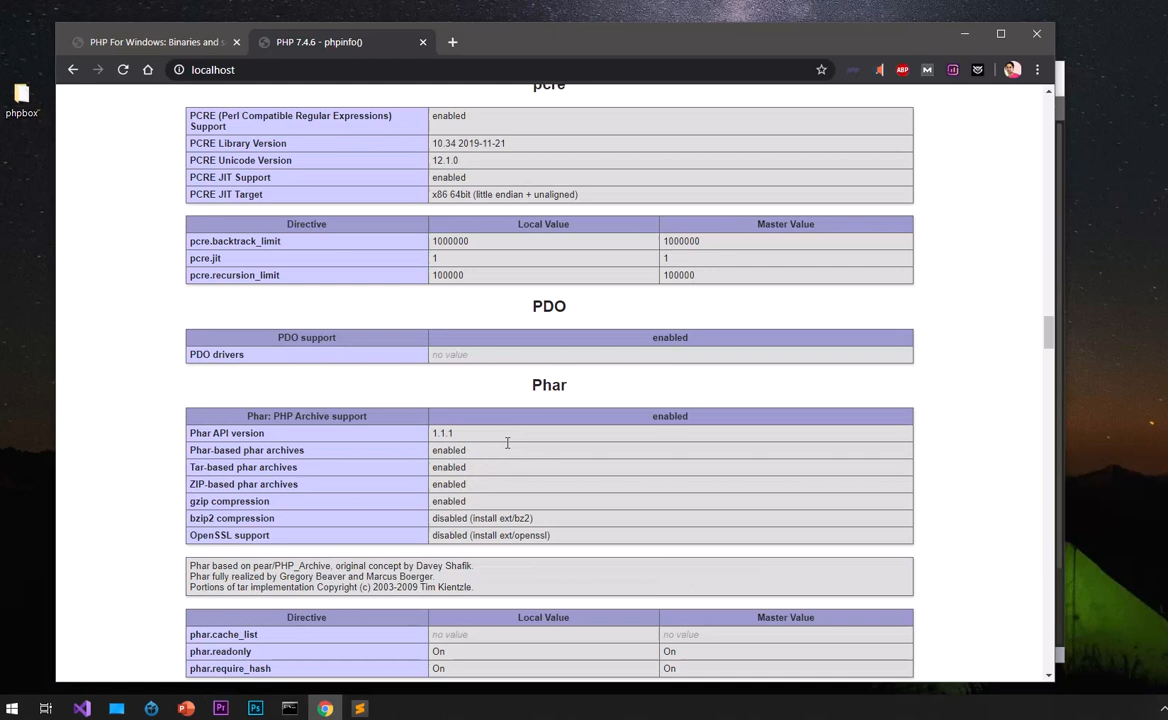 PHP For Windows: Binaries and s
PHP 7.4.6 - phpinfo()
localhost
ABP
M
phpbox
pcre
PCRE (Perl Compatible Regular Expressions) Support enabled
PCRE Library Version 10.34 2019-11-21
PCRE Unicode Version 12.1.0
PCRE JIT Support enabled
PCRE JIT Target x86 64bit (little endian + unaligned)
Directive Local Value Master Value
pcre.backtrack_limit 1000000 1000000
pcre.jit 1 1
pcre.recursion_limit 100000 100000
PDO
PDO support enabled
PDO drivers no value
Phar
Phar: PHP Archive support enabled
Phar API version 1.1.1
Phar-based phar archives enabled
Tar-based phar archives enabled
ZIP-based phar archives enabled
gzip compression enabled
bzip2 compression disabled (install ext/bz2)
OpenSSL support disabled (install ext/openssl)
Phar based on pear/PHP_Archive, original concept by Davey Shafik.
Phar fully realized by Gregory Beaver and Marcus Boerger.
Portions of tar implementation Copyright (c) 2003-2009 Tim Kientzle.
Directive Local Value Master Value
phar.cache_list no value no value
phar.readonly On On
phar.require_hash On On
Pr
Ps